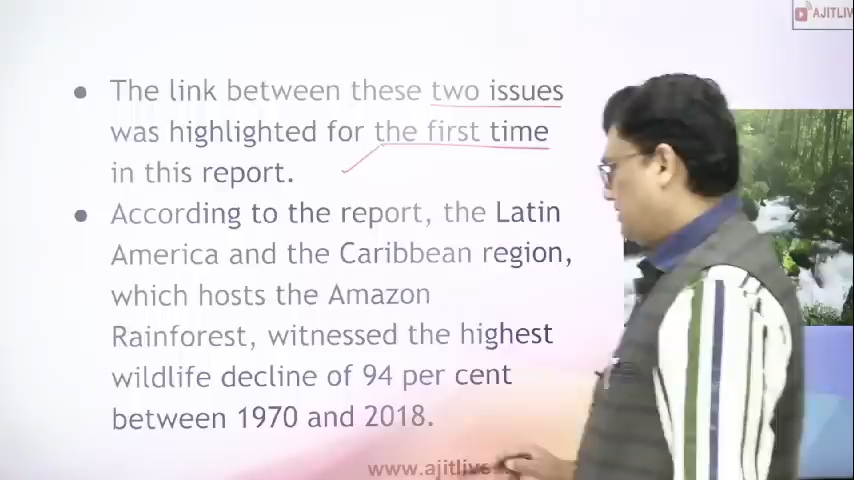 AJITLIV
The link between these two issues
was highlighted for the first time
in this report.
According to the report, the Latin
America and the Caribbean region,
which hosts the Amazon
Rainforest, witnessed the highest
wildlife decline of 94 per cent
between 1970 and 2018.
www.ajitlive